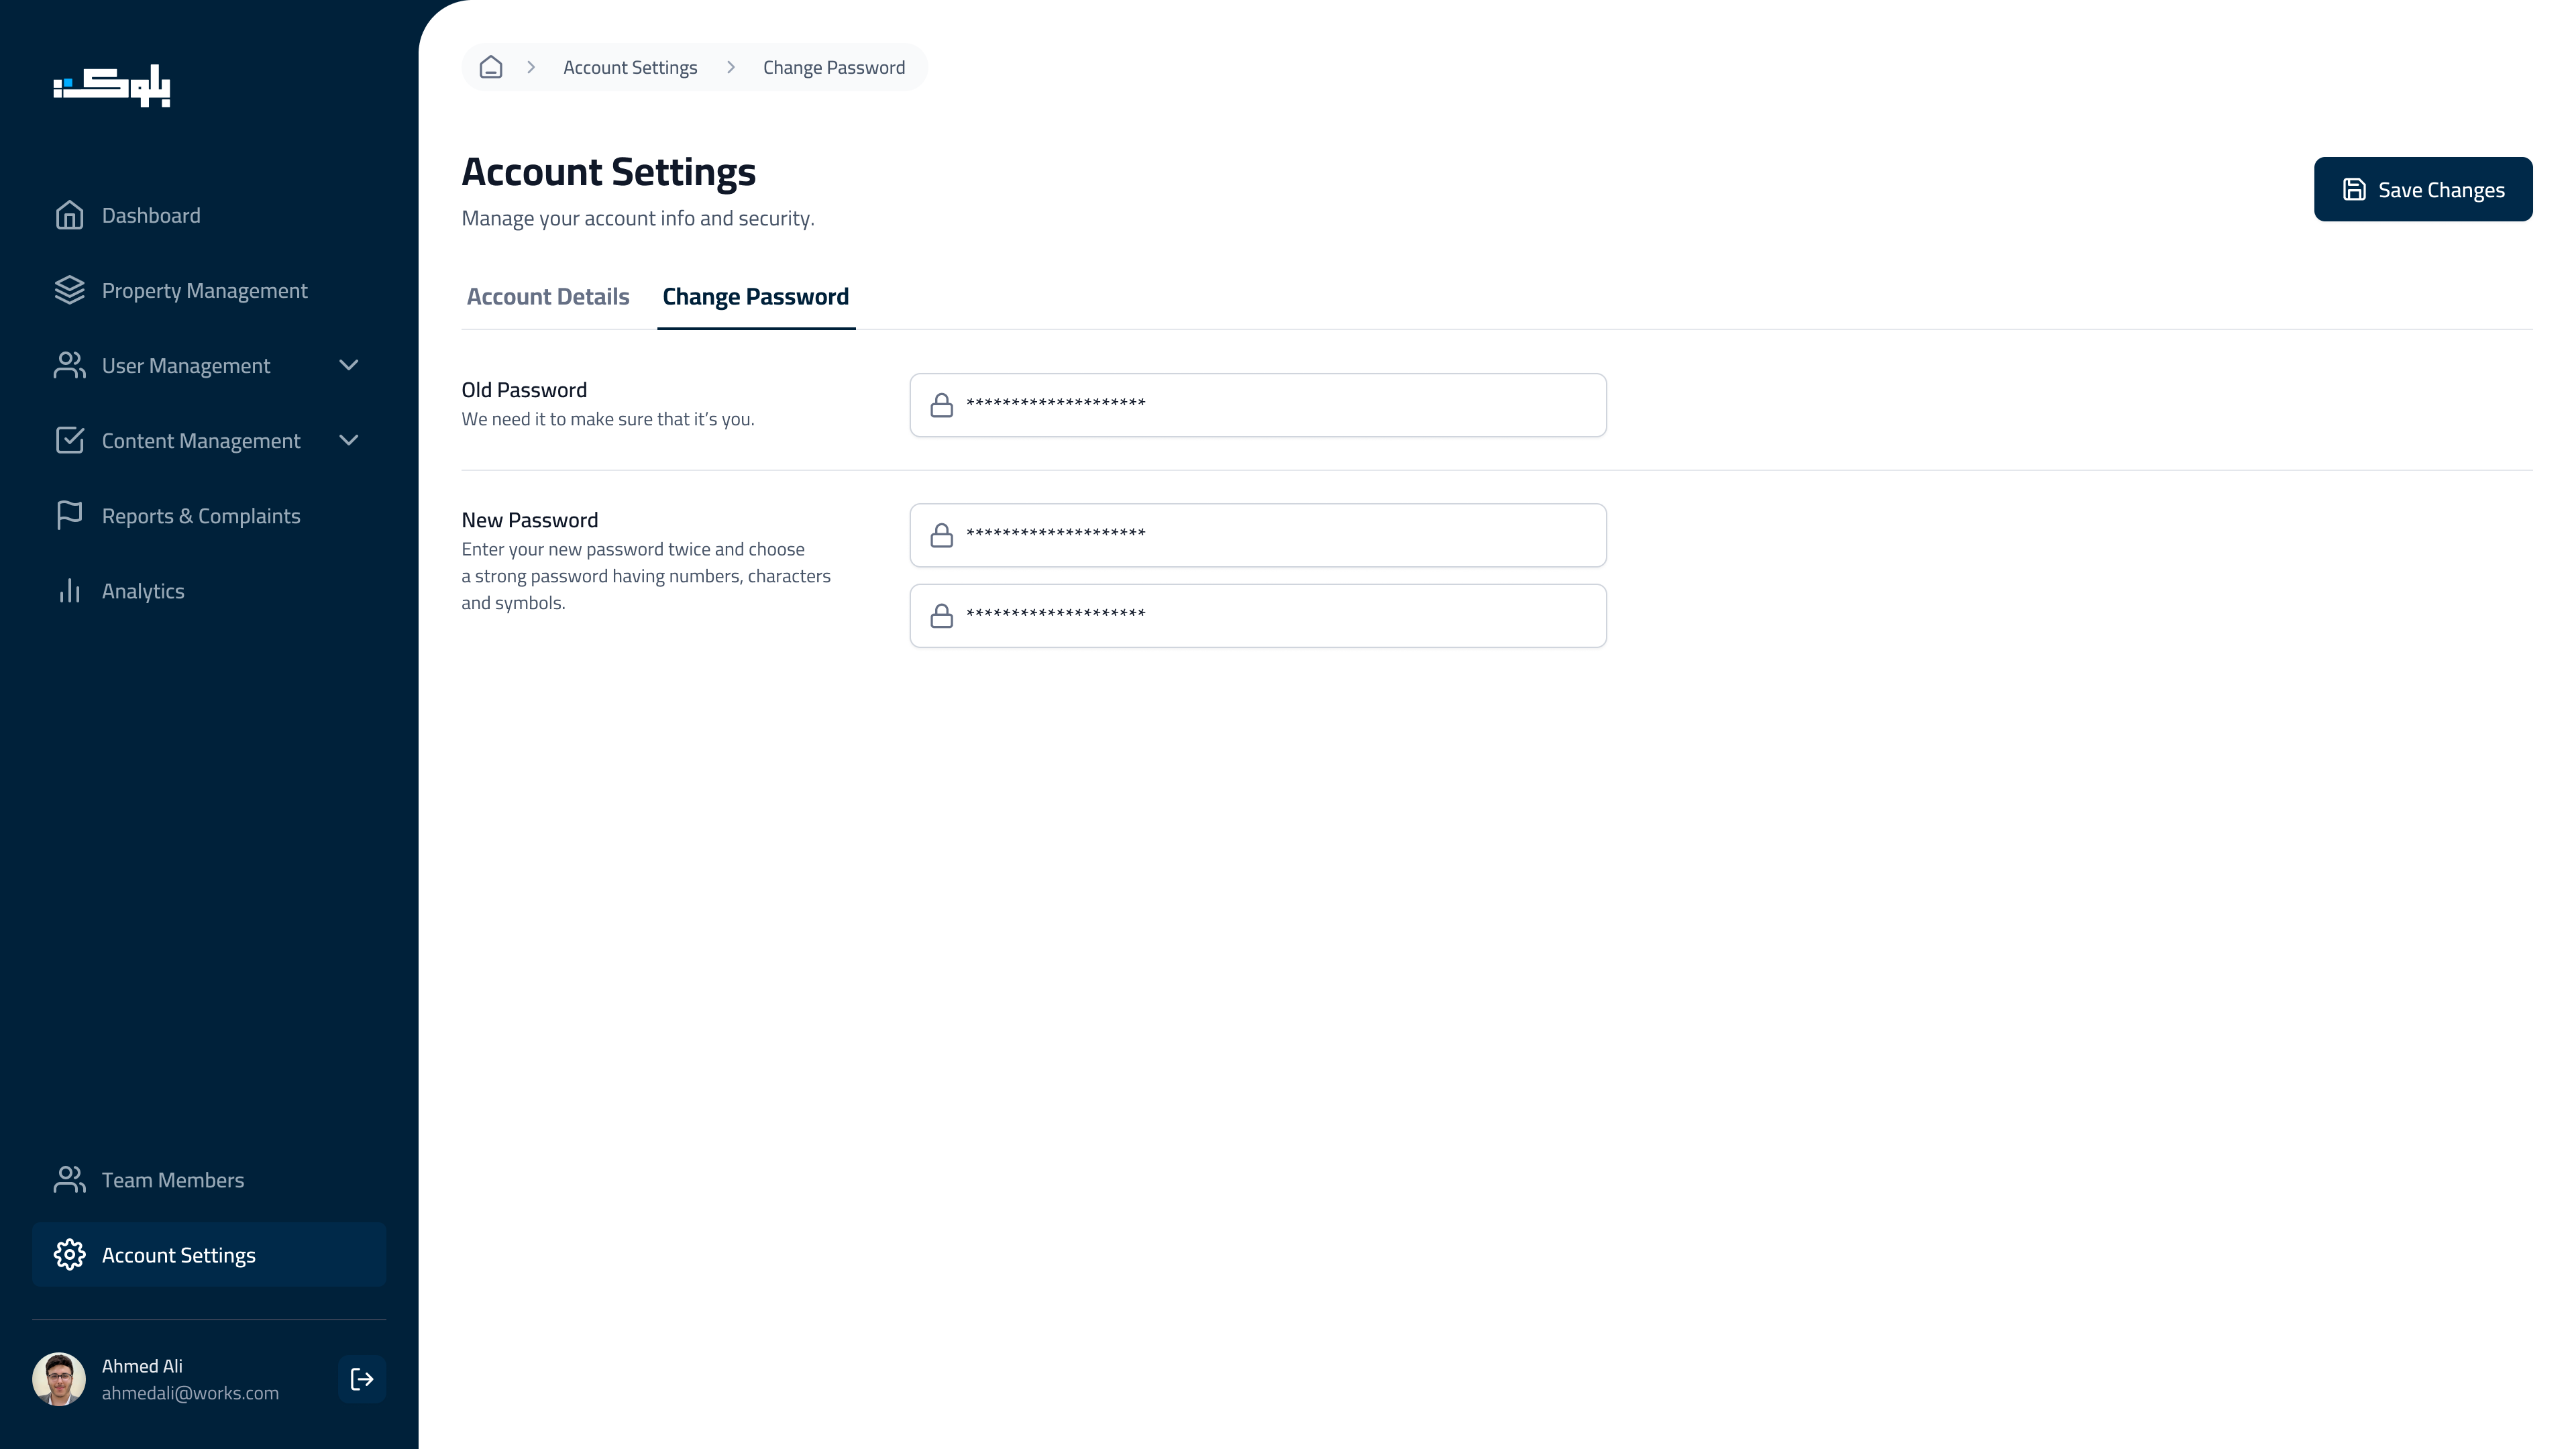 بلوك
Dashboard
Property Management
User Management
Content Management
Reports & Complaints
Analytics
Team Members
Account Settings
Ahmed Ali
ahmedali@works.com
Account Settings
Change Password
Account Settings
Manage your account info and security.
Save Changes
Account Details
Change Password
Old Password
We need it to make sure that it’s you.
********************
New Password
Enter your new password twice and choose
a strong password having numbers, characters
and symbols.
********************
********************